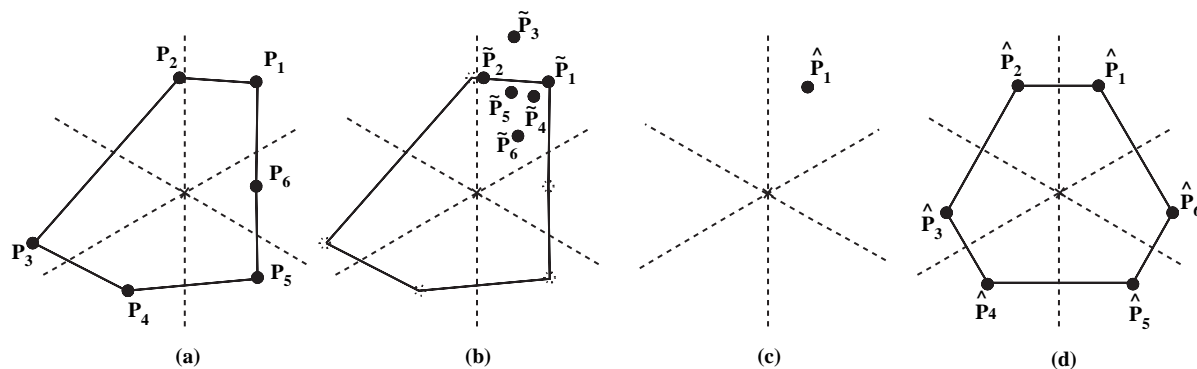 P₂ P₁
P₆
P₃
P₅
P₄
(a)
P̃₃
P̃₂ P̃₁
P̃₅ P̃₄
P̃₆
(b)
P̂₁
(c)
P̂₂ P̂₁
P̂₃ P̂₆
P̂₄ P̂₅
(d)